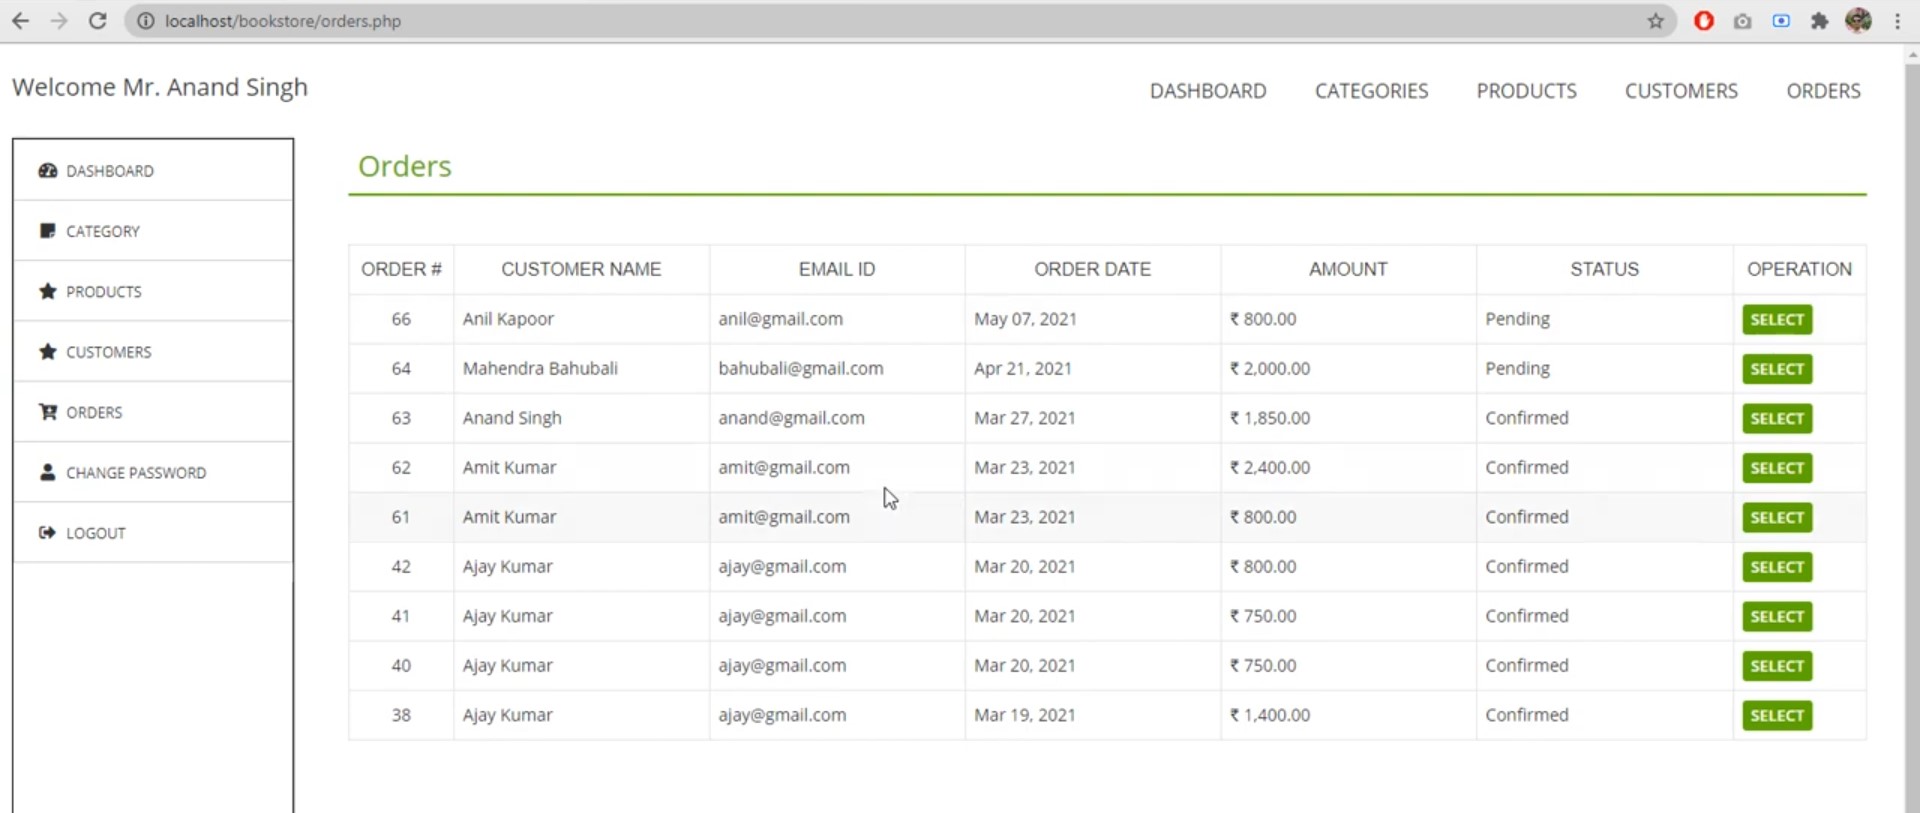 localhost/bookstore/orders.php
Welcome Mr. Anand Singh
DASHBOARD CATEGORIES PRODUCTS CUSTOMERS ORDERS
DASHBOARD
CATEGORY
PRODUCTS
CUSTOMERS
ORDERS
CHANGE PASSWORD
LOGOUT
Orders
ORDER # CUSTOMER NAME EMAIL ID ORDER DATE AMOUNT STATUS OPERATION
66 Anil Kapoor anil@gmail.com May 07, 2021 ₹ 800.00 Pending SELECT
64 Mahendra Bahubali bahubali@gmail.com Apr 21, 2021 ₹ 2,000.00 Pending SELECT
63 Anand Singh anand@gmail.com Mar 27, 2021 ₹ 1,850.00 Confirmed SELECT
62 Amit Kumar amit@gmail.com Mar 23, 2021 ₹ 2,400.00 Confirmed SELECT
61 Amit Kumar amit@gmail.com Mar 23, 2021 ₹ 800.00 Confirmed SELECT
42 Ajay Kumar ajay@gmail.com Mar 20, 2021 ₹ 800.00 Confirmed SELECT
41 Ajay Kumar ajay@gmail.com Mar 20, 2021 ₹ 750.00 Confirmed SELECT
40 Ajay Kumar ajay@gmail.com Mar 20, 2021 ₹ 750.00 Confirmed SELECT
38 Ajay Kumar ajay@gmail.com Mar 19, 2021 ₹ 1,400.00 Confirmed SELECT